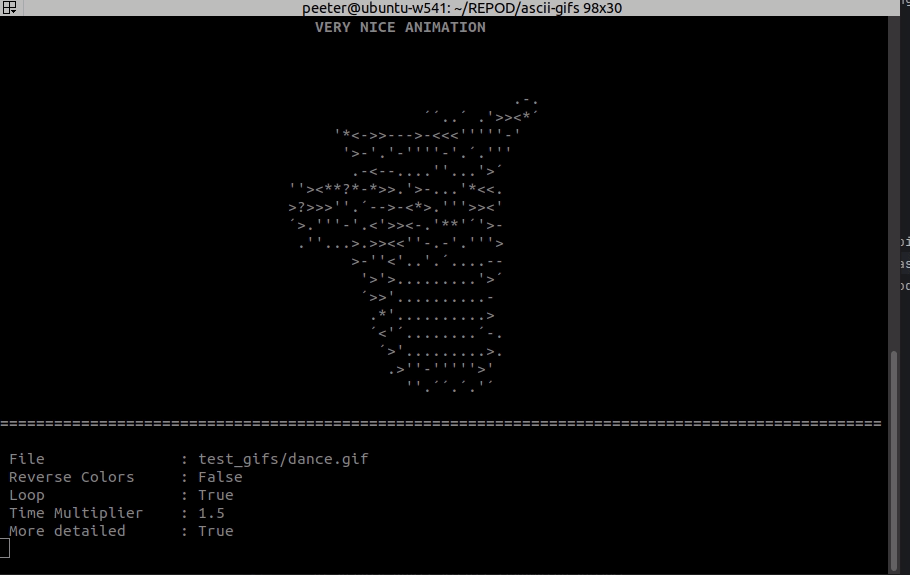 peeter@ubuntu-w541: ~/REPOD/ascii-gifs 98x30
VERY NICE ANIMATION
.-.
´´..´ .'>><*´
'*<->>--->-<<<'''''-'
'>-'.'-''''-'.´.'''
.-<--....''...'>´
''><**?*-*>>.'>-...'*<<.
>?>>>''.´-->-<*>.'''>><'
´>.'''-'.<'>><-.'**'´'>-
.''...>.>><<''-.-'.'''>
>-''<'..'.´....--
'>'>.........'>´
´>>'..........-
.*'..........>
´<'´........´-.
´>'.........>.
.>''-'''''>'
''.´´.´.'´
==================================================================================================
File : test_gifs/dance.gif
Reverse Colors : False
Loop : True
Time Multiplier : 1.5
More detailed : True